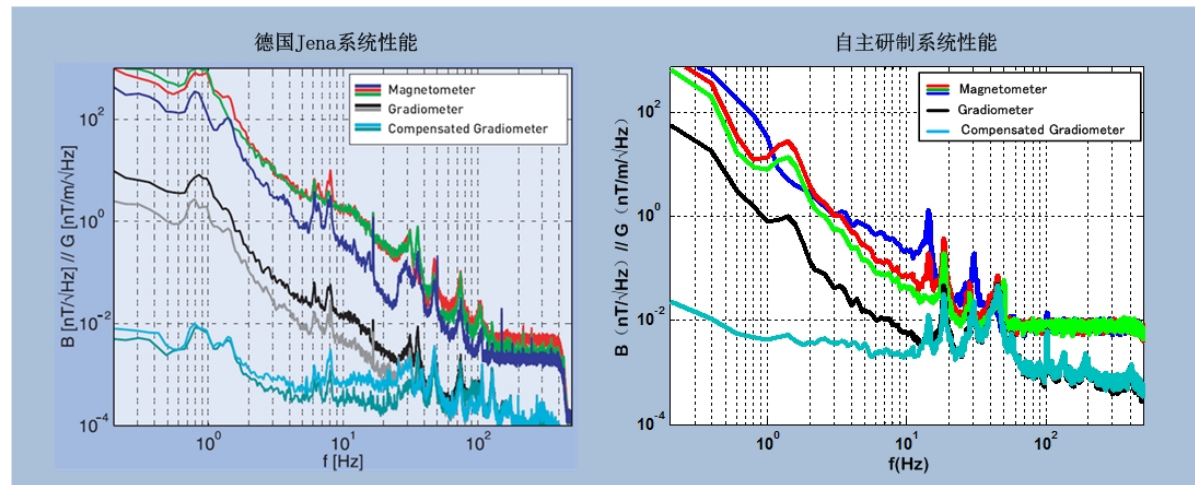 德国Jena系统性能
自主研制系统性能
Magnetometer
Gradiometer
Compensated Gradiometer
B [nT/√Hz] // G [nT/m/√Hz]
10²
10⁰
10⁻²
10⁻⁴
10⁰
10¹
10²
f [Hz]
Magnetometer
Gradiometer
Compensated Gradiometer
B (nT/√Hz) // G (nT/m/√Hz)
10²
10⁰
10⁻²
10⁻⁴
10⁰
10¹
10²
f(Hz)